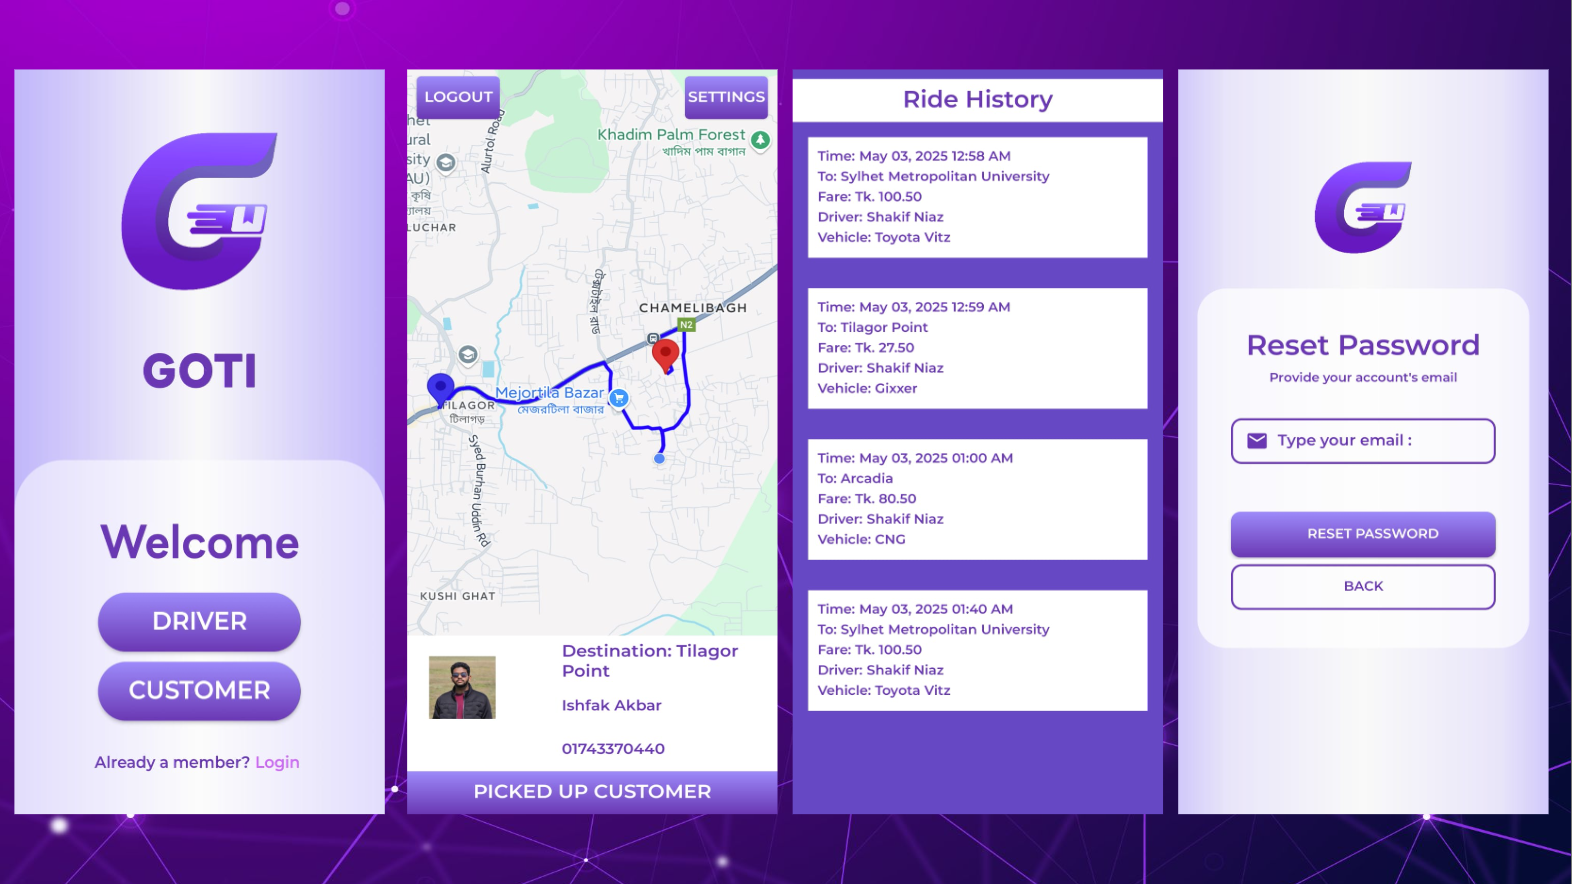 GOTI
Welcome
DRIVER
CUSTOMER
Already a member? Login
LOGOUT
SETTINGS
Alurtol Road
Khadim Palm Forest
খাদিম পাম বাগান
ural
sity
AU)
কৃষি
LUCHAR
CHAMELIBAGH
N2
Mejortila Bazar
মেজরটিলা বাজার
TILAGOR
টিলাগড়
Syed Burhan Uddin Rd
KUSHI GHAT
Destination: Tilagor
Point
Ishfak Akbar
01743370440
PICKED UP CUSTOMER
Ride History
Time: May 03, 2025 12:58 AM
To: Sylhet Metropolitan University
Fare: Tk. 100.50
Driver: Shakif Niaz
Vehicle: Toyota Vitz
Time: May 03, 2025 12:59 AM
To: Tilagor Point
Fare: Tk. 27.50
Driver: Shakif Niaz
Vehicle: Gixxer
Time: May 03, 2025 01:00 AM
To: Arcadia
Fare: Tk. 80.50
Driver: Shakif Niaz
Vehicle: CNG
Time: May 03, 2025 01:40 AM
To: Sylhet Metropolitan University
Fare: Tk. 100.50
Driver: Shakif Niaz
Vehicle: Toyota Vitz
Reset Password
Provide your account's email
Type your email :
RESET PASSWORD
BACK